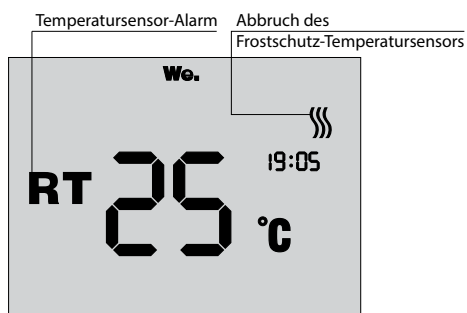 Temperatursensor-Alarm
Abbruch des
Frostschutz-Temperatursensors
We.
19:05
RT 25 °C